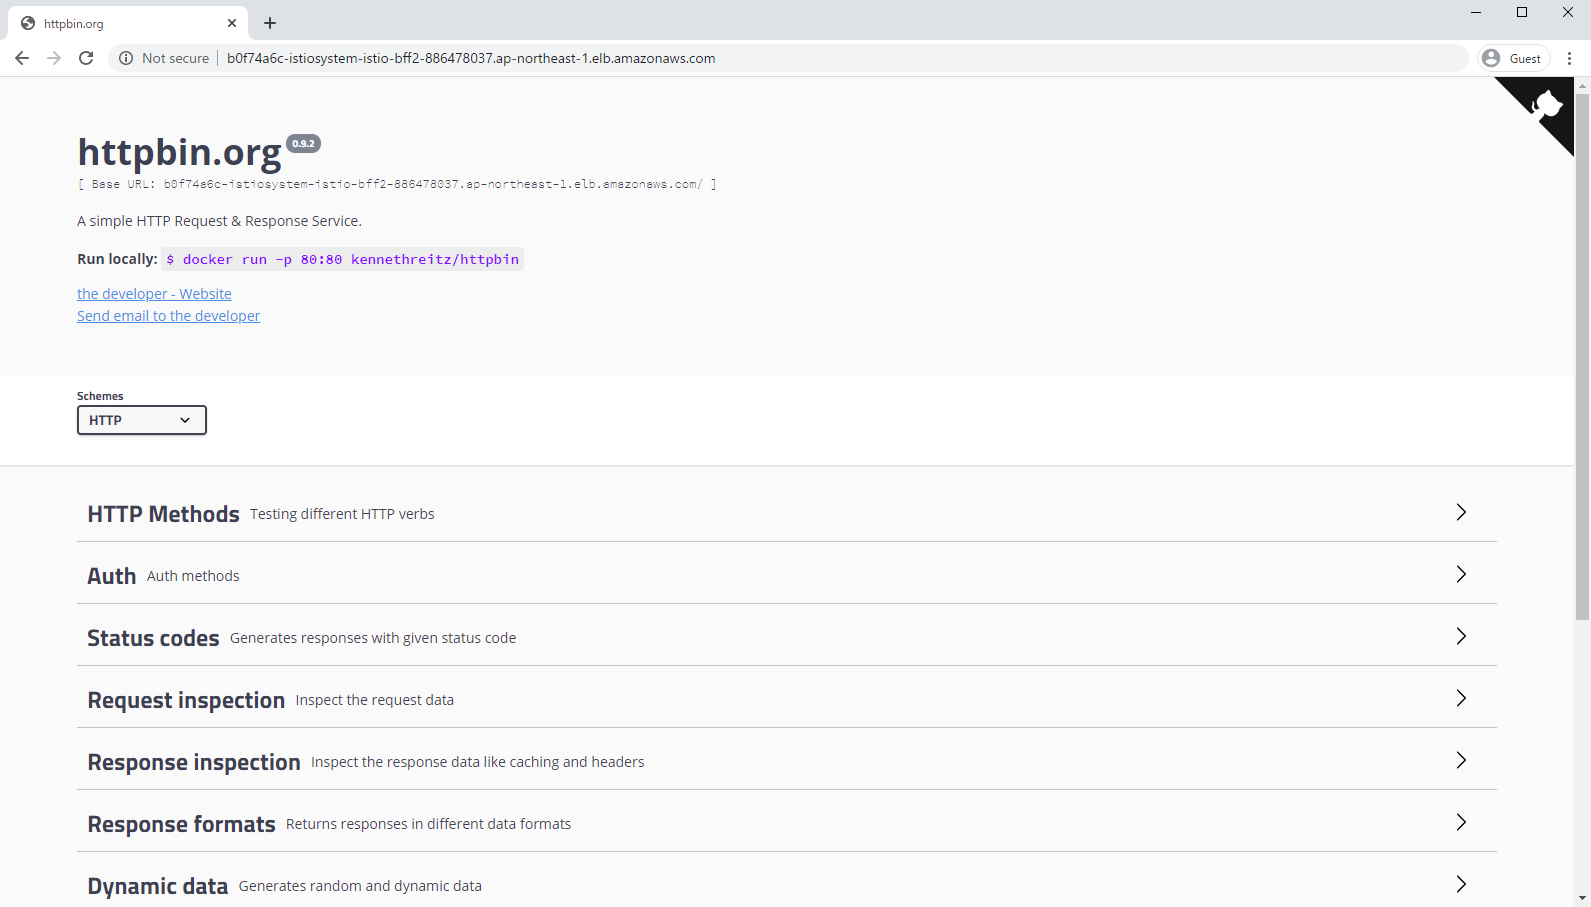 httpbin.org
Not secure b0f74a6c-istiosystem-istio-bff2-886478037.ap-northeast-1.elb.amazonaws.com Guest
httpbin.org 0.9.2
[ Base URL: b0f74a6c-istiosystem-istio-bff2-886478037.ap-northeast-1.elb.amazonaws.com/ ]
A simple HTTP Request & Response Service.
Run locally: $ docker run -p 80:80 kennethreitz/httpbin
the developer - Website
Send email to the developer
Schemes
HTTP
HTTP Methods Testing different HTTP verbs
Auth Auth methods
Status codes Generates responses with given status code
Request inspection Inspect the request data
Response inspection Inspect the response data like caching and headers
Response formats Returns responses in different data formats
Dynamic data Generates random and dynamic data